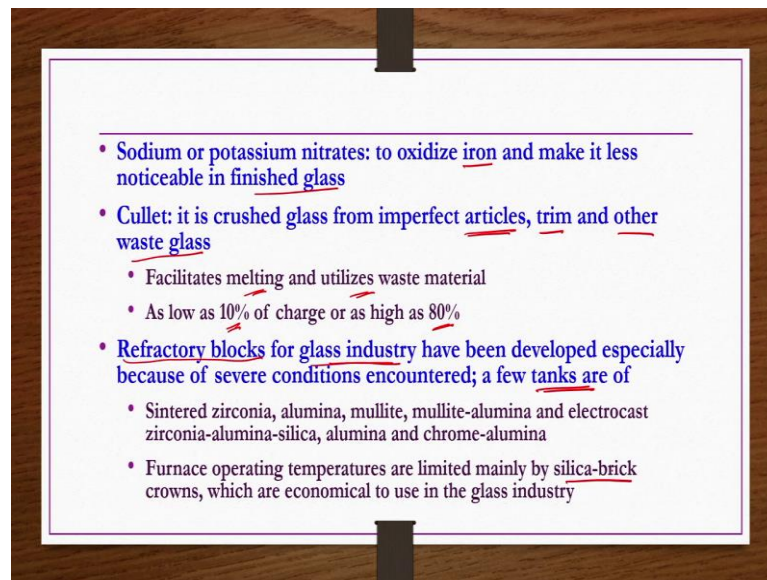 • Sodium or potassium nitrates: to oxidize iron and make it less
noticeable in finished glass
• Cullet: it is crushed glass from imperfect articles, trim and other
waste glass
• Facilitates melting and utilizes waste material
• As low as 10% of charge or as high as 80%
• Refractory blocks for glass industry have been developed especially
because of severe conditions encountered; a few tanks are of
• Sintered zirconia, alumina, mullite, mullite-alumina and electrocast
zirconia-alumina-silica, alumina and chrome-alumina
• Furnace operating temperatures are limited mainly by silica-brick
crowns, which are economical to use in the glass industry